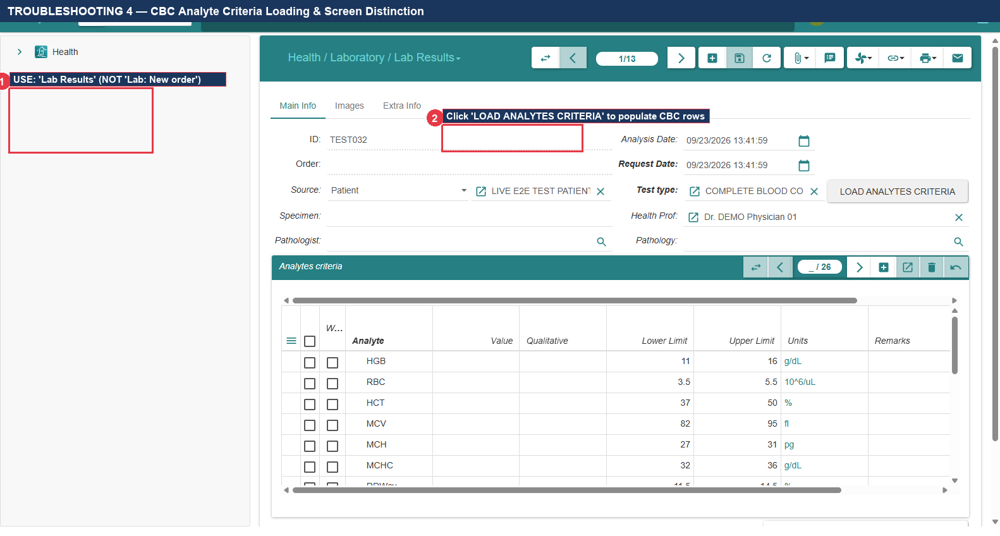 TROUBLESHOOTING 4 — CBC Analyte Criteria Loading & Screen Distinction
Health
Health / Laboratory / Lab Results
1/13
1 USE: 'Lab Results' (NOT 'Lab: New order')
Main Info Images Extra Info
2 Click 'LOAD ANALYTES CRITERIA' to populate CBC rows
ID: TEST032 Analysis Date: 09/23/2026 13:41:59
Order: Request Date: 09/23/2026 13:41:59
Source: Patient LIVE E2E TEST PATIENT Test type: COMPLETE BLOOD CO LOAD ANALYTES CRITERIA
Specimen: Health Prof: Dr. DEMO Physician 01
Pathologist: Pathology:
Analytes criteria _ / 26
W... Analyte Value Qualitative Lower Limit Upper Limit Units Remarks
HGB 11 16 g/dL
RBC 3.5 5.5 10^6/uL
HCT 37 50 %
MCV 82 95 fl
MCH 27 31 pg
MCHC 32 36 g/dL